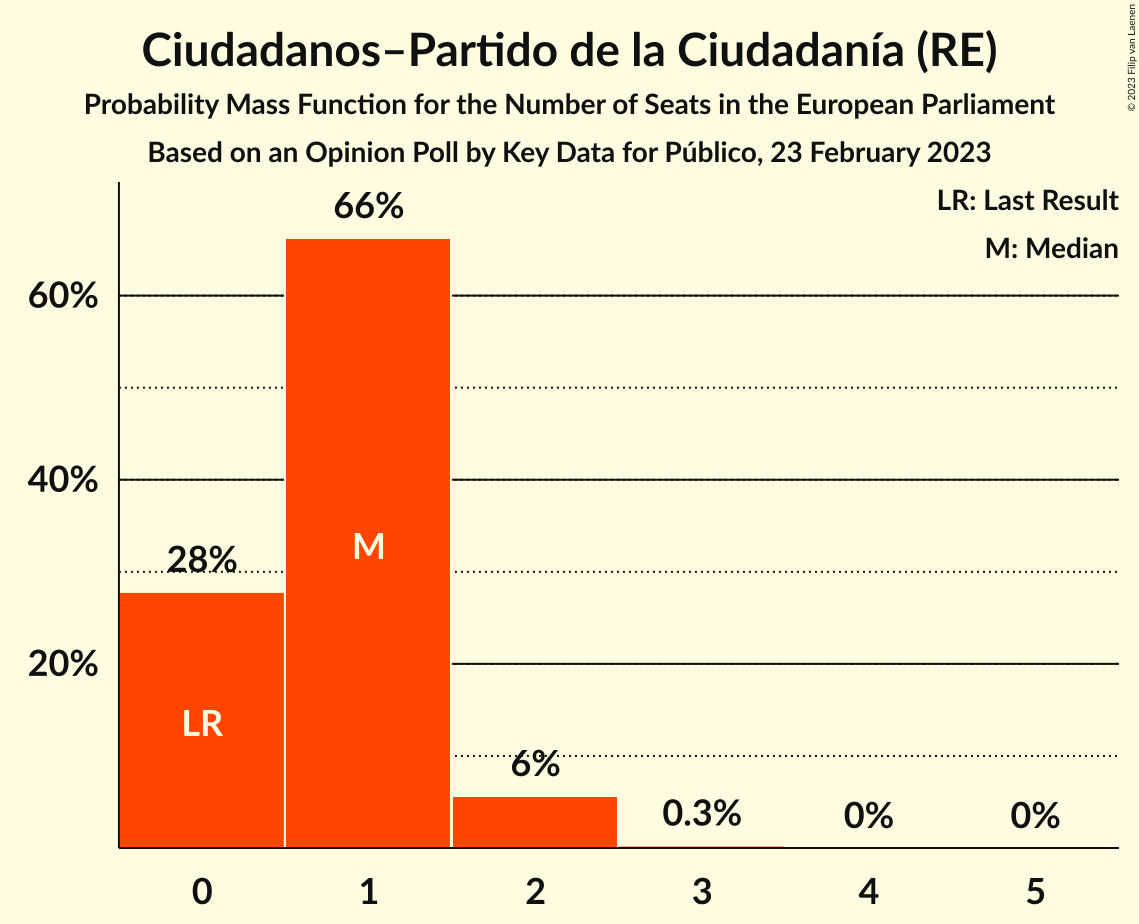 Ciudadanos–Partido de la Ciudadanía (RE)
Probability Mass Function for the Number of Seats in the European Parliament
Based on an Opinion Poll by Key Data for Público, 23 February 2023
© 2023 Filip van Laenen
LR: Last Result
M: Median
66%
60%
40%
28%
M
20%
LR
6%
0.3%
0%
0%
0 1 2 3 4 5